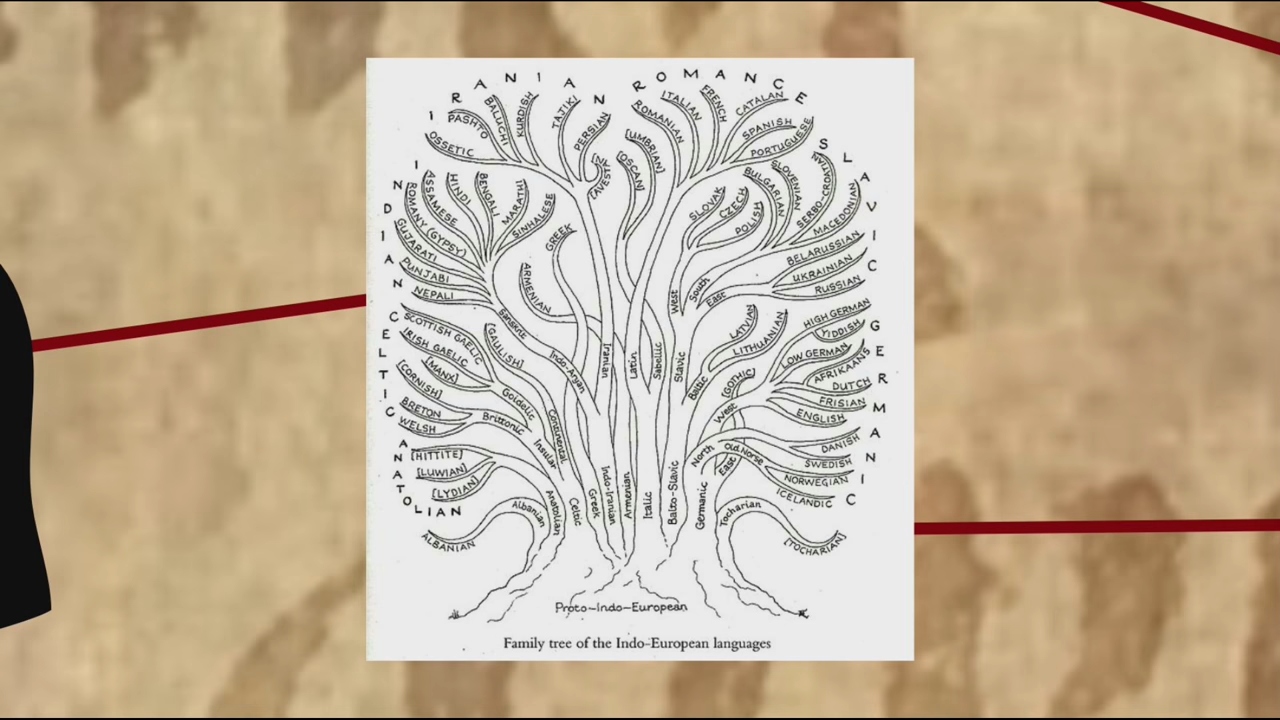 IRANIAN
ROMANCE
OSSETIC
PASHTO
BALUCHI
KURDISH
TAJIKI
PERSIAN
[UMBRIAN]
[OSCAN]
ROMANIAN
ITALIAN
FRENCH
CATALAN
SPANISH
PORTUGUESE
INDIAN
ROMANY (GYPSY)
ASSAMESE
HINDI
BENGALI
MARATHI
SINHALESE
GUJARATI
PUNJABI
NEPALI
Sanskrit
GREEK
ARMENIAN
SLAVIC
SLOVAK
CZECH
POLISH
BULGARIAN
SLOVENIAN
SERBO-CROATIAN
MACEDONIAN
BELARUSSIAN
UKRAINIAN
RUSSIAN
West
South
East
CELTIC
SCOTTISH GAELIC
IRISH GAELIC
[MANX]
[CORNISH]
BRETON
WELSH
[GAULISH]
Goidelic
Brittonic
Continental
Insular
Indo-Aryan
Iranian
Latin
Sabellic
Slavic
Baltic
LATVIAN
LITHUANIAN
GERMANIC
HIGH GERMAN
YIDDISH
LOW GERMAN
AFRIKAANS
DUTCH
FRISIAN
ENGLISH
[GOTHIC]
West
North
Old Norse
East
DANISH
SWEDISH
NORWEGIAN
ICELANDIC
ANATOLIAN
[HITTITE]
[LUWIAN]
[LYDIAN]
ALBANIAN
Albanian
Anatolian
Celtic
Greek
Indo-Iranian
Armenian
Italic
Balto-Slavic
Germanic
Tocharian
[TOCHARIAN]
Proto-Indo-European
Family tree of the Indo-European languages